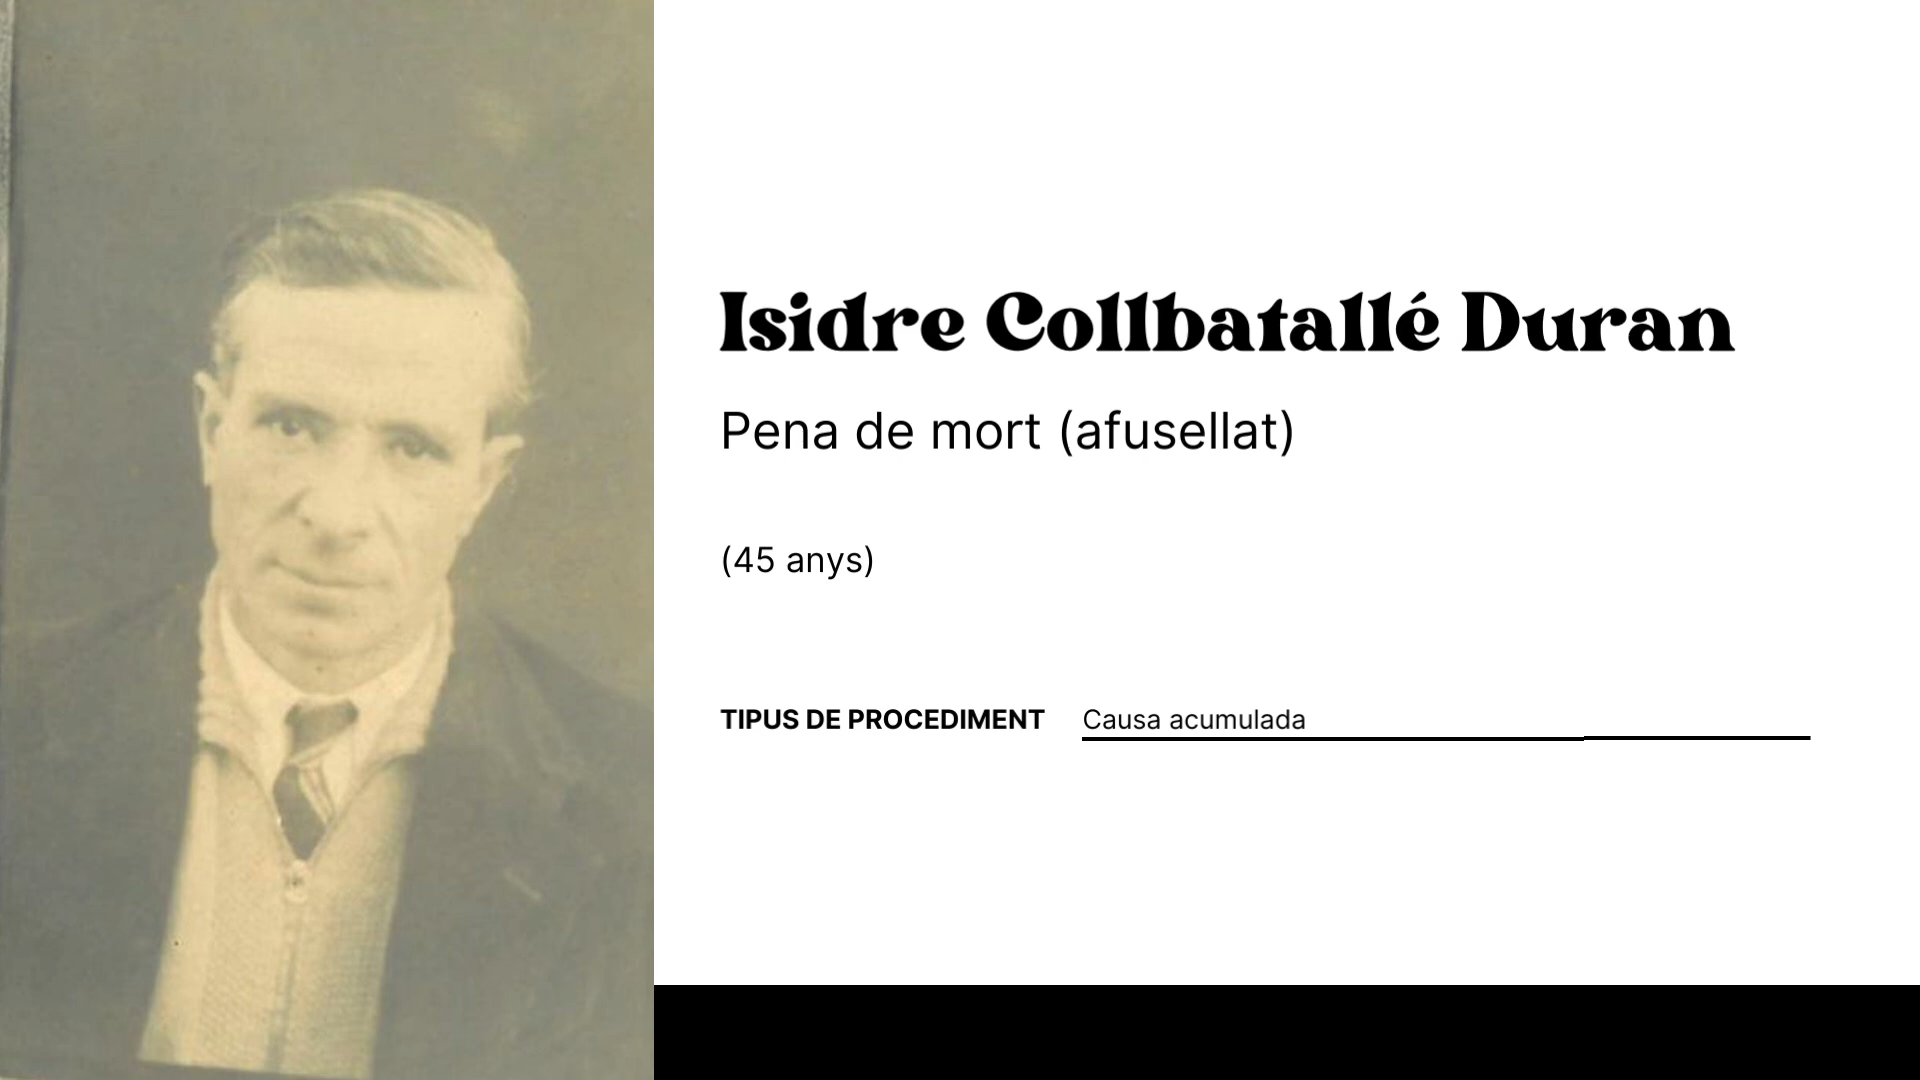 Isidre Collbatallé Duran
Pena de mort (afusellat)
(45 anys)
TIPUS DE PROCEDIMENT Causa acumulada